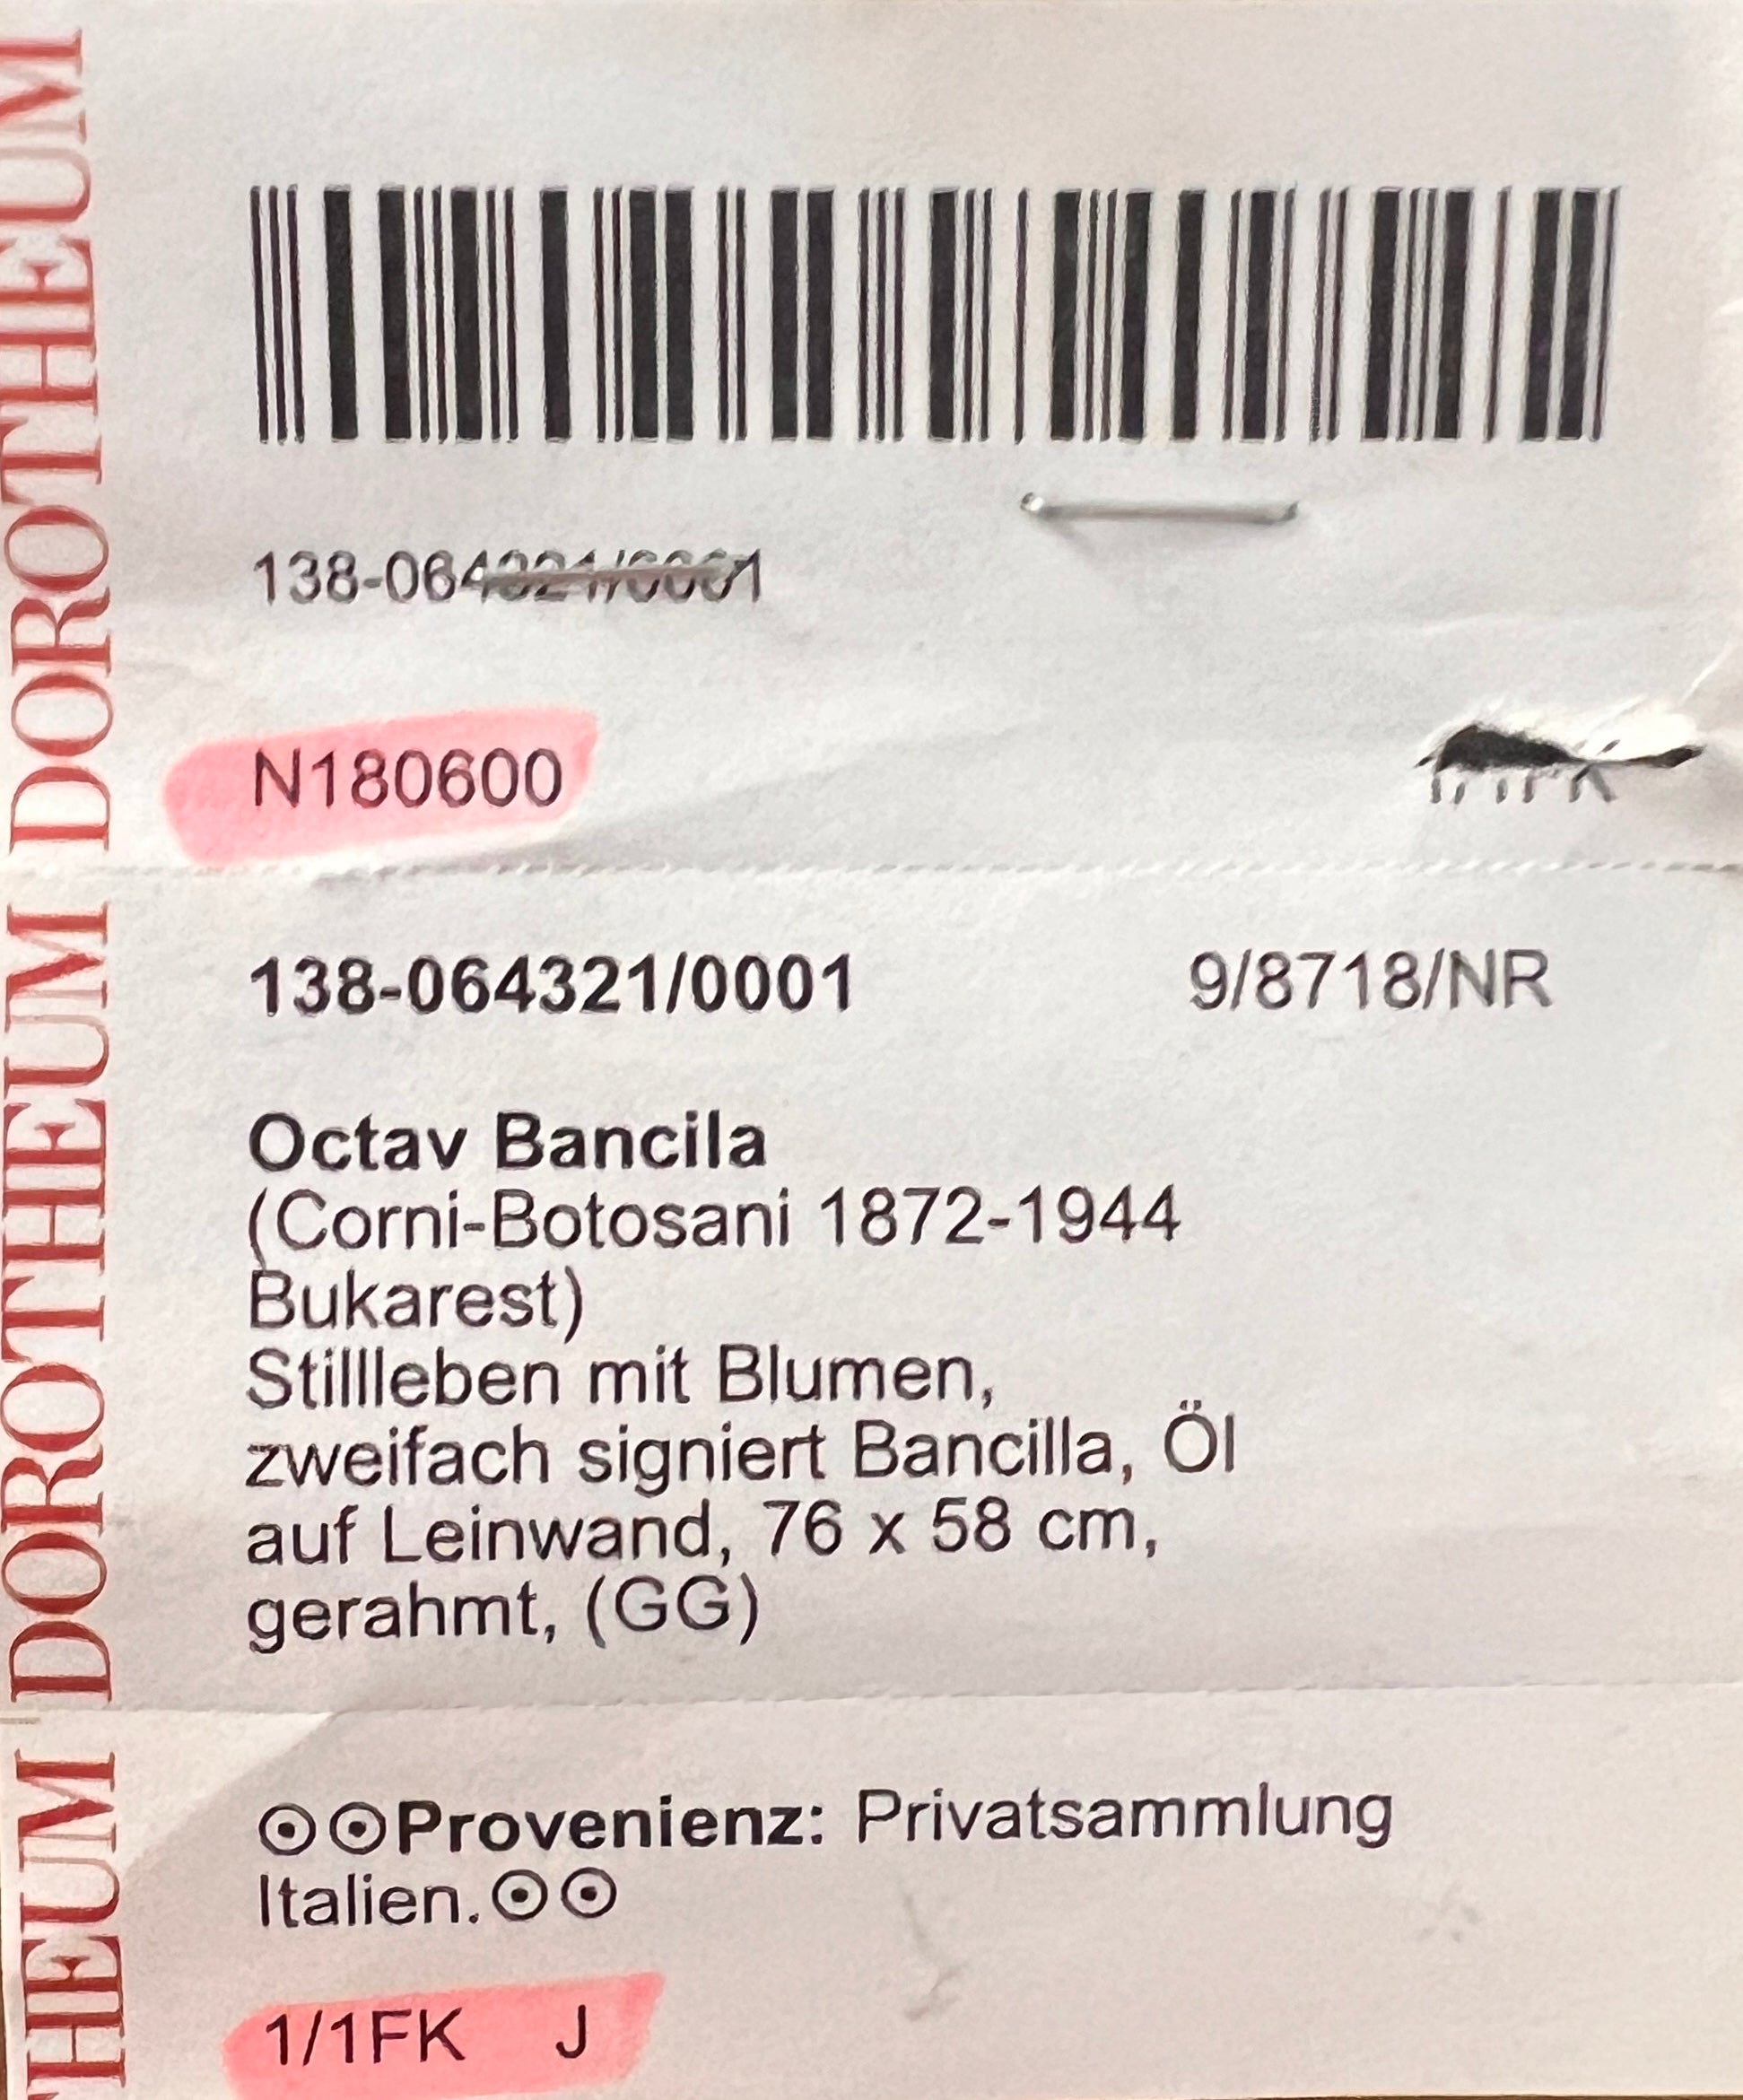 DOROTHEUM DOROTHEUM DOROTHEUM
138-064321/0001
N180600
138-064321/0001 9/8718/NR
Octav Bancila
(Corni-Botosani 1872-1944
Bukarest)
Stillleben mit Blumen,
zweifach signiert Bancilla, Öl
auf Leinwand, 76 x 58 cm,
gerahmt, (GG)
⊙⊙Provenienz: Privatsammlung
Italien.⊙⊙
1/1FK J